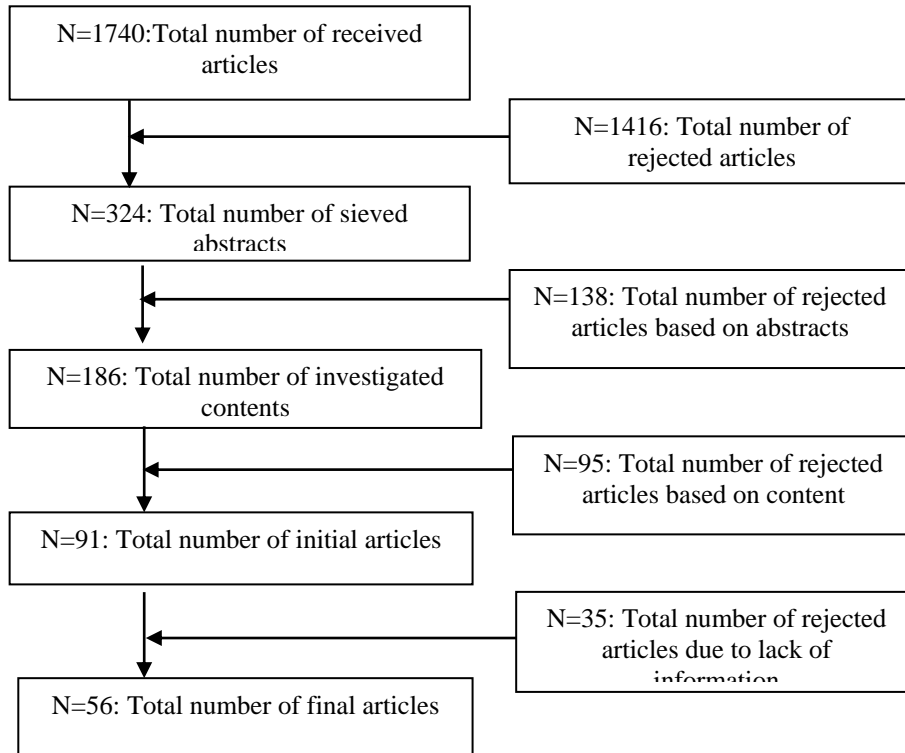 N=1740:Total number of received
articles
N=1416: Total number of
rejected articles
N=324: Total number of sieved
abstracts
N=138: Total number of rejected
articles based on abstracts
N=186: Total number of investigated
contents
N=95: Total number of rejected
articles based on content
N=91: Total number of initial articles
N=35: Total number of rejected
articles due to lack of
information
N=56: Total number of final articles